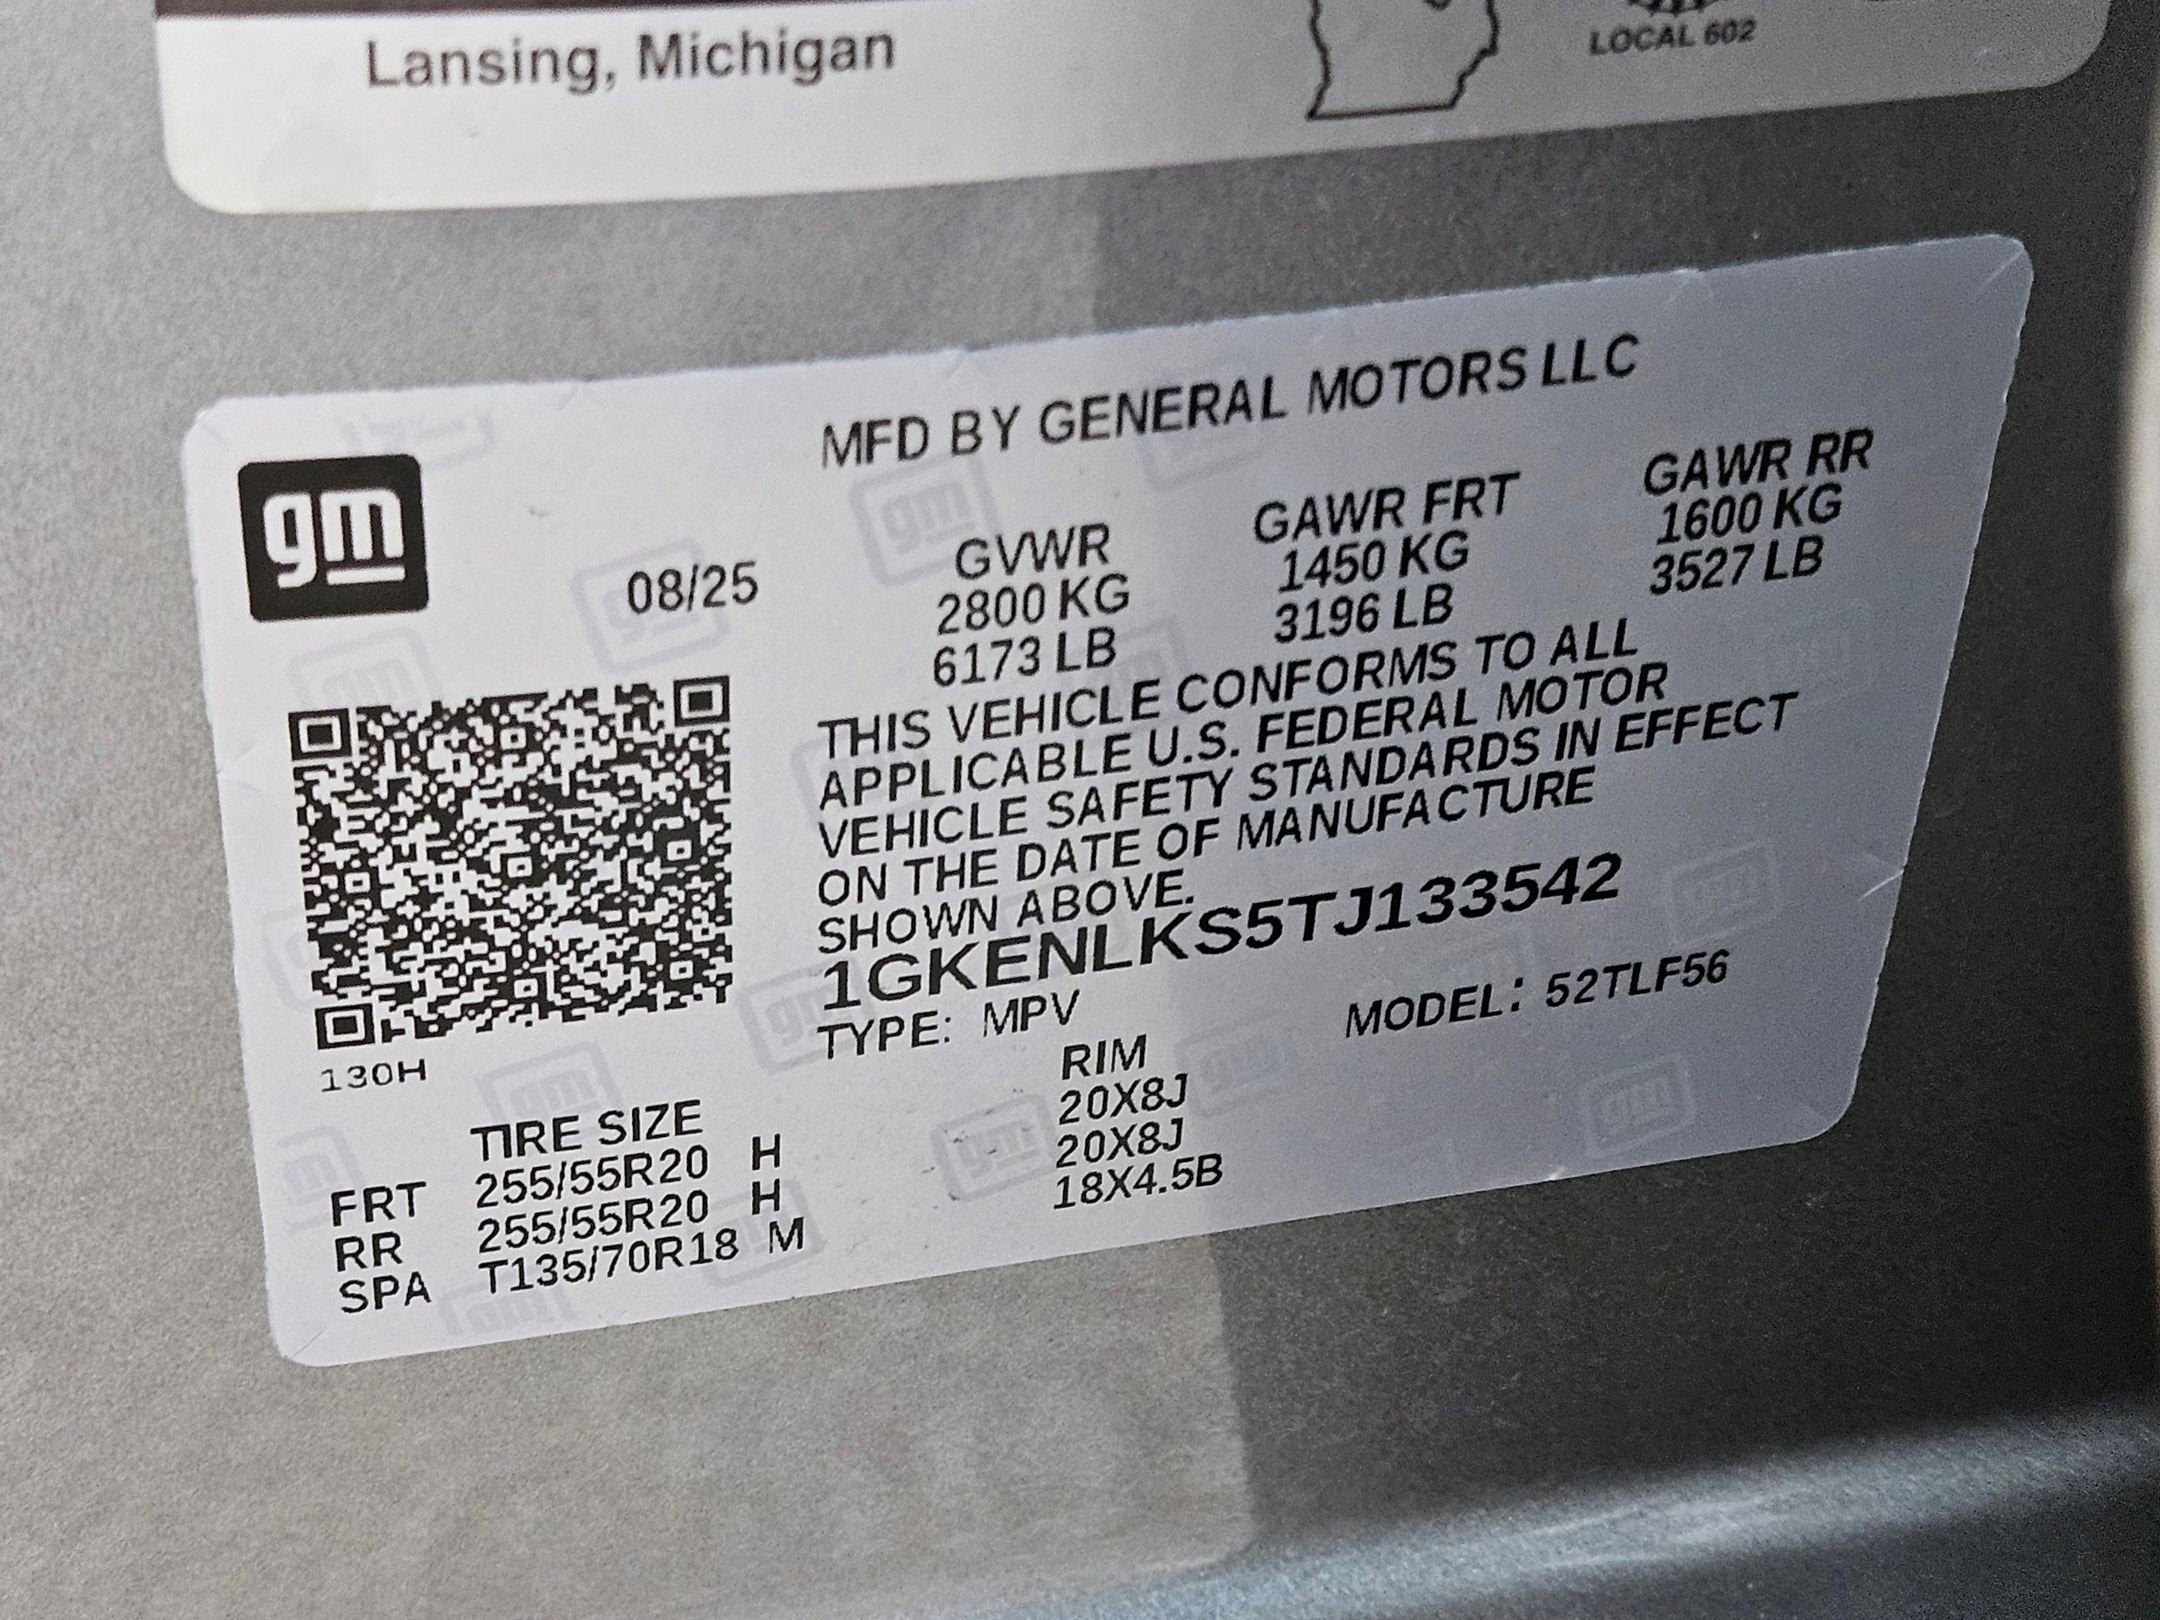 Lansing, Michigan
LOCAL 602
MFD BY GENERAL MOTORS LLC
gm
08/25
GVWR GAWR FRT GAWR RR
2800 KG 1450 KG 1600 KG
6173 LB 3196 LB 3527 LB
THIS VEHICLE CONFORMS TO ALL
APPLICABLE U.S. FEDERAL MOTOR
VEHICLE SAFETY STANDARDS IN EFFECT
ON THE DATE OF MANUFACTURE
SHOWN ABOVE.
1GKENLKS5TJ133542
TYPE: MPV MODEL: 52TLF56
130H
TIRE SIZE RIM
FRT 255/55R20 H 20X8J
RR 255/55R20 H 20X8J
SPA T135/70R18 M 18X4.5B